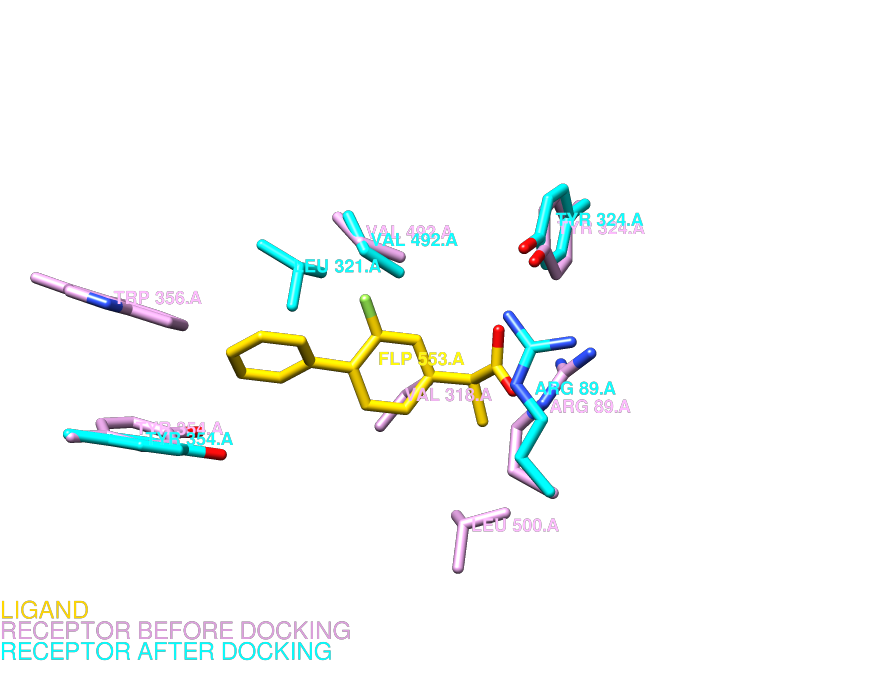 VAL 492.A
VAL 492.A
TYR 324.A
TYR 324.A
LEU 321.A
TRP 356.A
FLP 553.A
VAL 318.A
ARG 89.A
ARG 89.A
TYR 354.A
TYR 354.A
LEU 500.A
LIGAND
RECEPTOR BEFORE DOCKING
RECEPTOR AFTER DOCKING